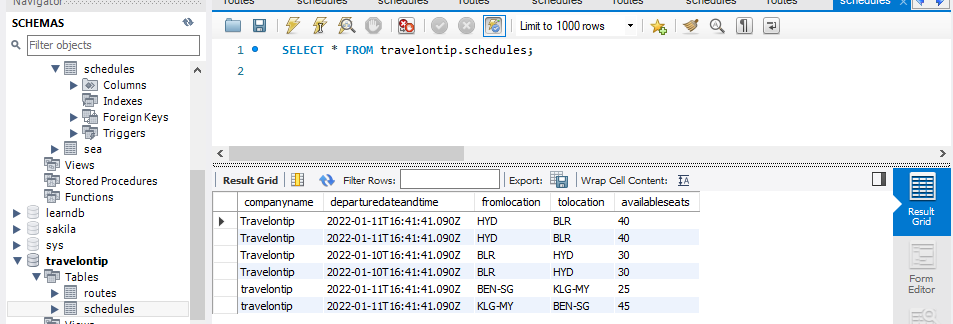 Navigator
routes schedules schedules routes schedules schedules routes schedules
SCHEMAS
Limit to 1000 rows
Filter objects
1 SELECT * FROM travelontip.schedules;
2
schedules
Columns
Indexes
Foreign Keys
Triggers
sea
Views
Stored Procedures
Functions
learndb
sakila
sys
travelontip
Tables
routes
schedules
Views
Result Grid Filter Rows: Export: Wrap Cell Content:
companyname departuredateandtime fromlocation tolocation availableseats
Travelontip 2022-01-11T16:41:41.090Z HYD BLR 40
Travelontip 2022-01-11T16:41:41.090Z HYD BLR 40
Travelontip 2022-01-10T16:41:41.090Z BLR HYD 30
Travelontip 2022-01-10T16:41:41.090Z BLR HYD 30
travelontip 2022-01-11T16:41:41.090Z BEN-SG KLG-MY 25
travelontip 2022-01-11T16:41:41.090Z KLG-MY BEN-SG 45
Result
Grid
Form
Editor